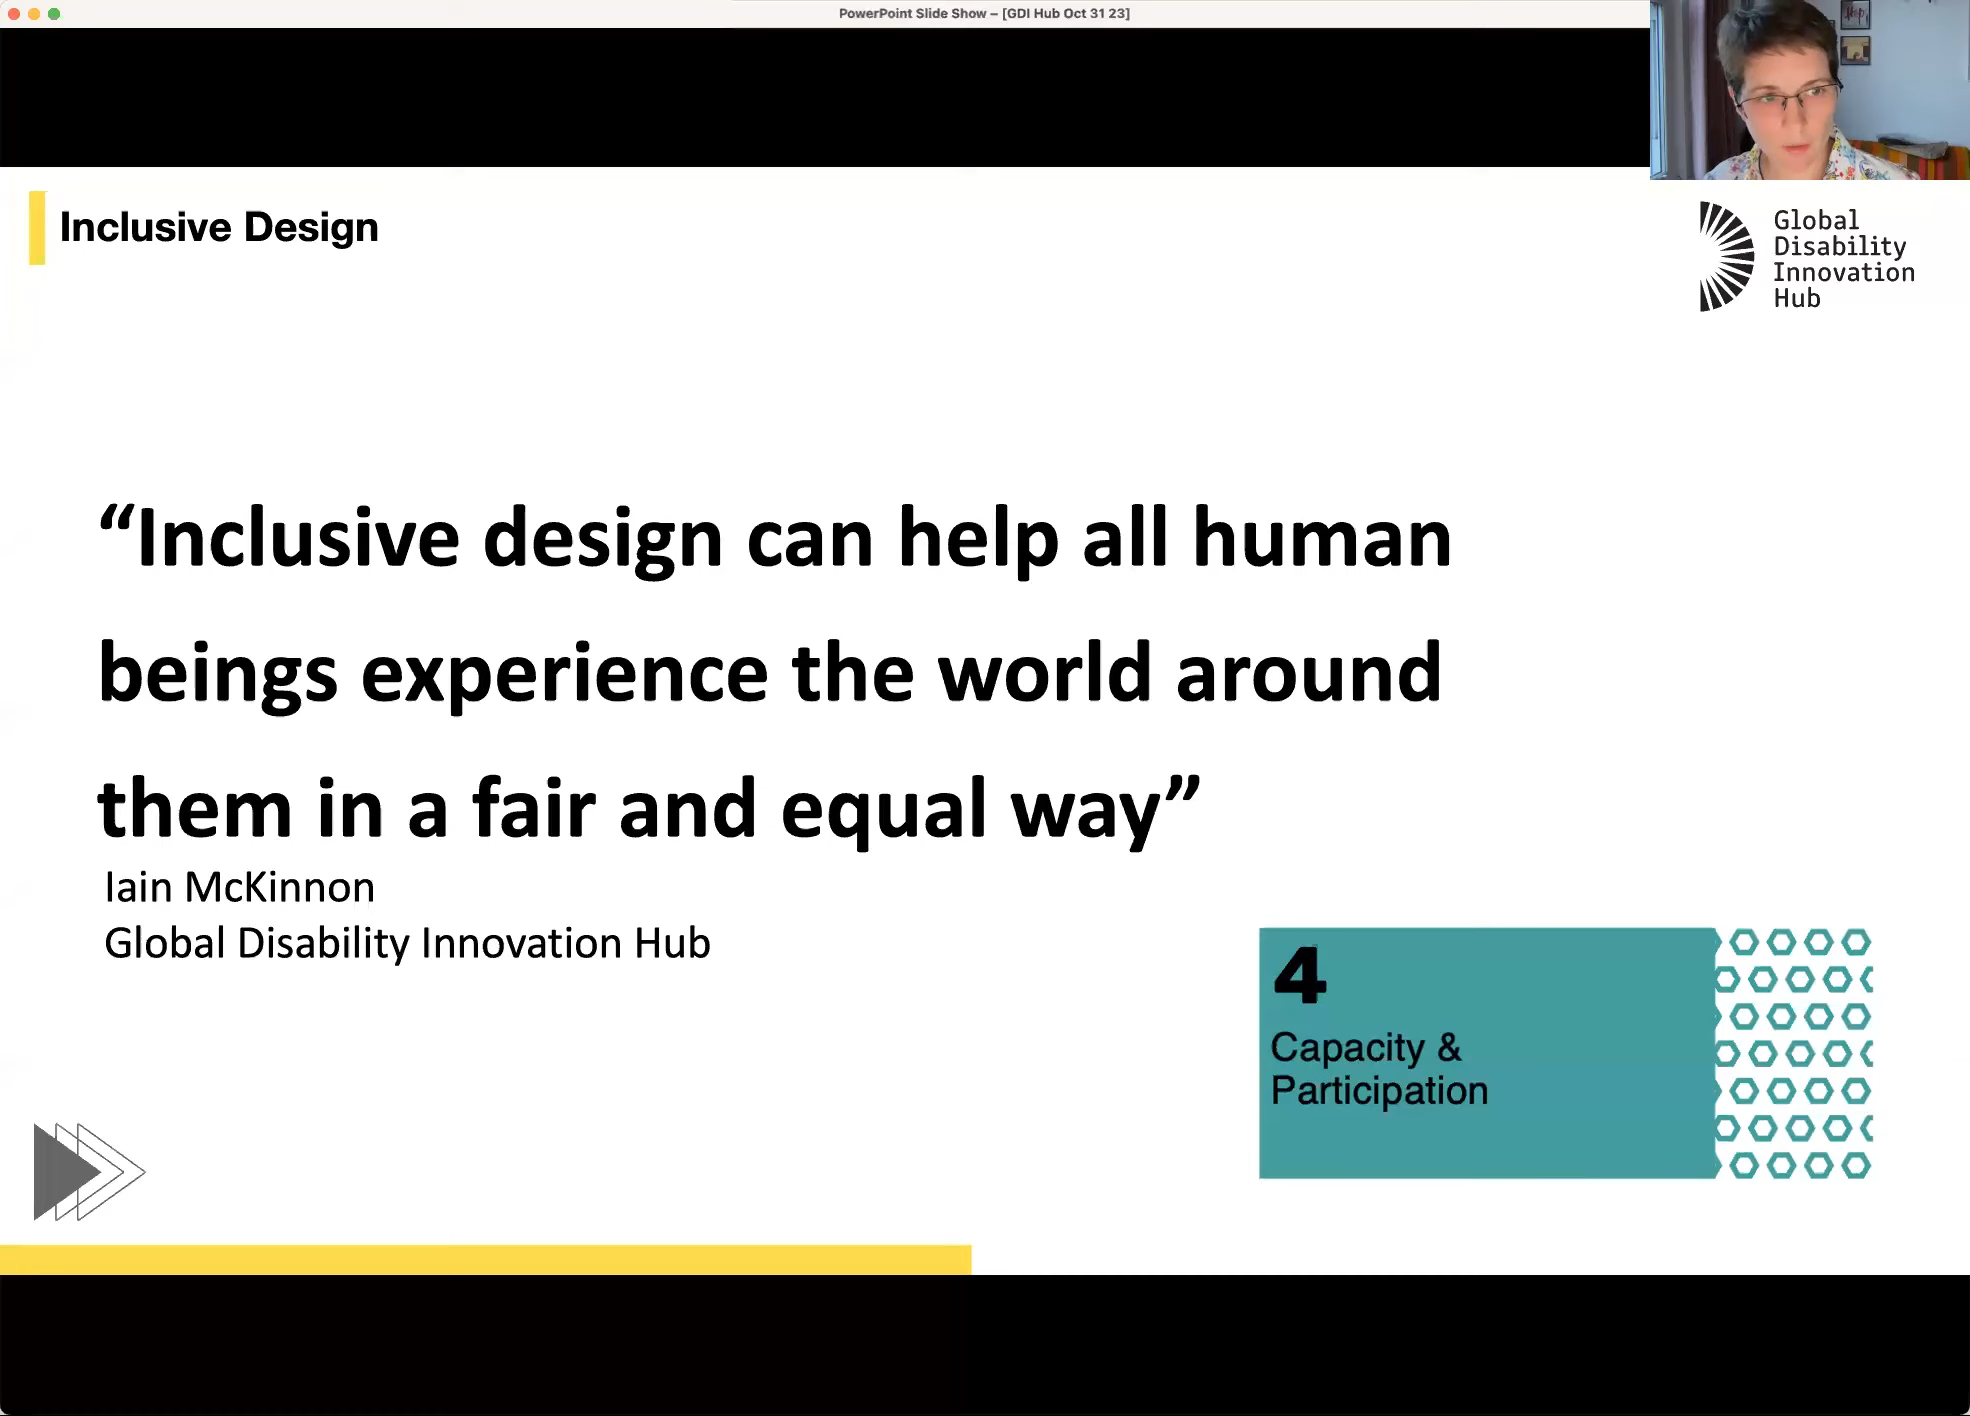 PowerPoint Slide Show – [GDI Hub Oct 31 23]
Inclusive Design
Global
Disability
Innovation
Hub
“Inclusive design can help all human
beings experience the world around
them in a fair and equal way”
Iain McKinnon
Global Disability Innovation Hub
4
Capacity &
Participation